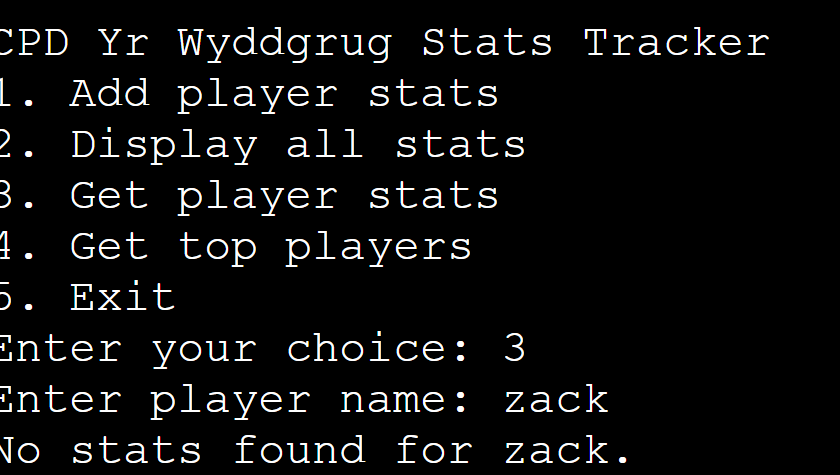 CPD Yr Wyddgrug Stats Tracker
1. Add player stats
2. Display all stats
3. Get player stats
4. Get top players
5. Exit
Enter your choice: 3
Enter player name: zack
No stats found for zack.